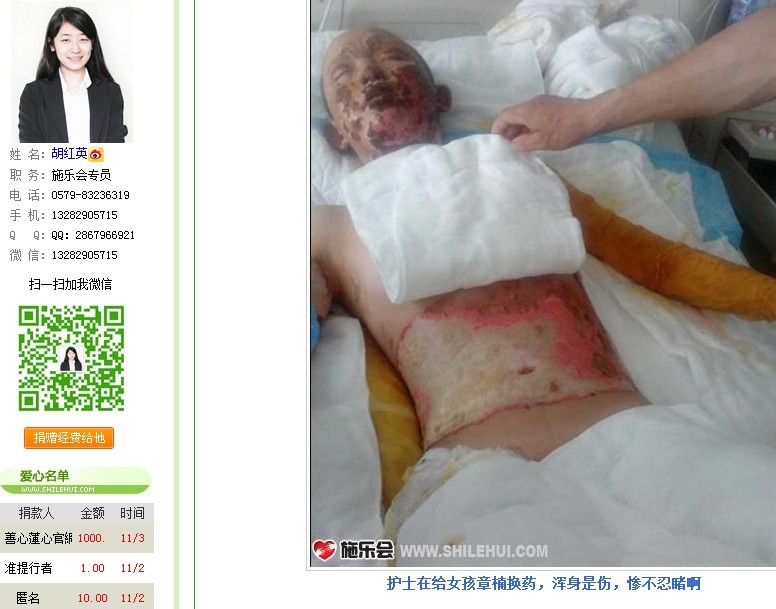 姓 名：胡红英
职 务：施乐会专员
电 话：0579-83236319
手 机：13282905715
Q Q：QQ：2867966921
微 信：13282905715
扫一扫加我微信
捐赠经费给他
爱心名单
WWW.SHILEHUI.COM
捐款人 金额 时间
善心莲心官 1000. 11/3
准提行者 1.00 11/2
匿名 10.00 11/2
施乐会 WWW.SHILEHUI.COM
护士在给女孩章楠换药，浑身是伤，惨不忍睹啊